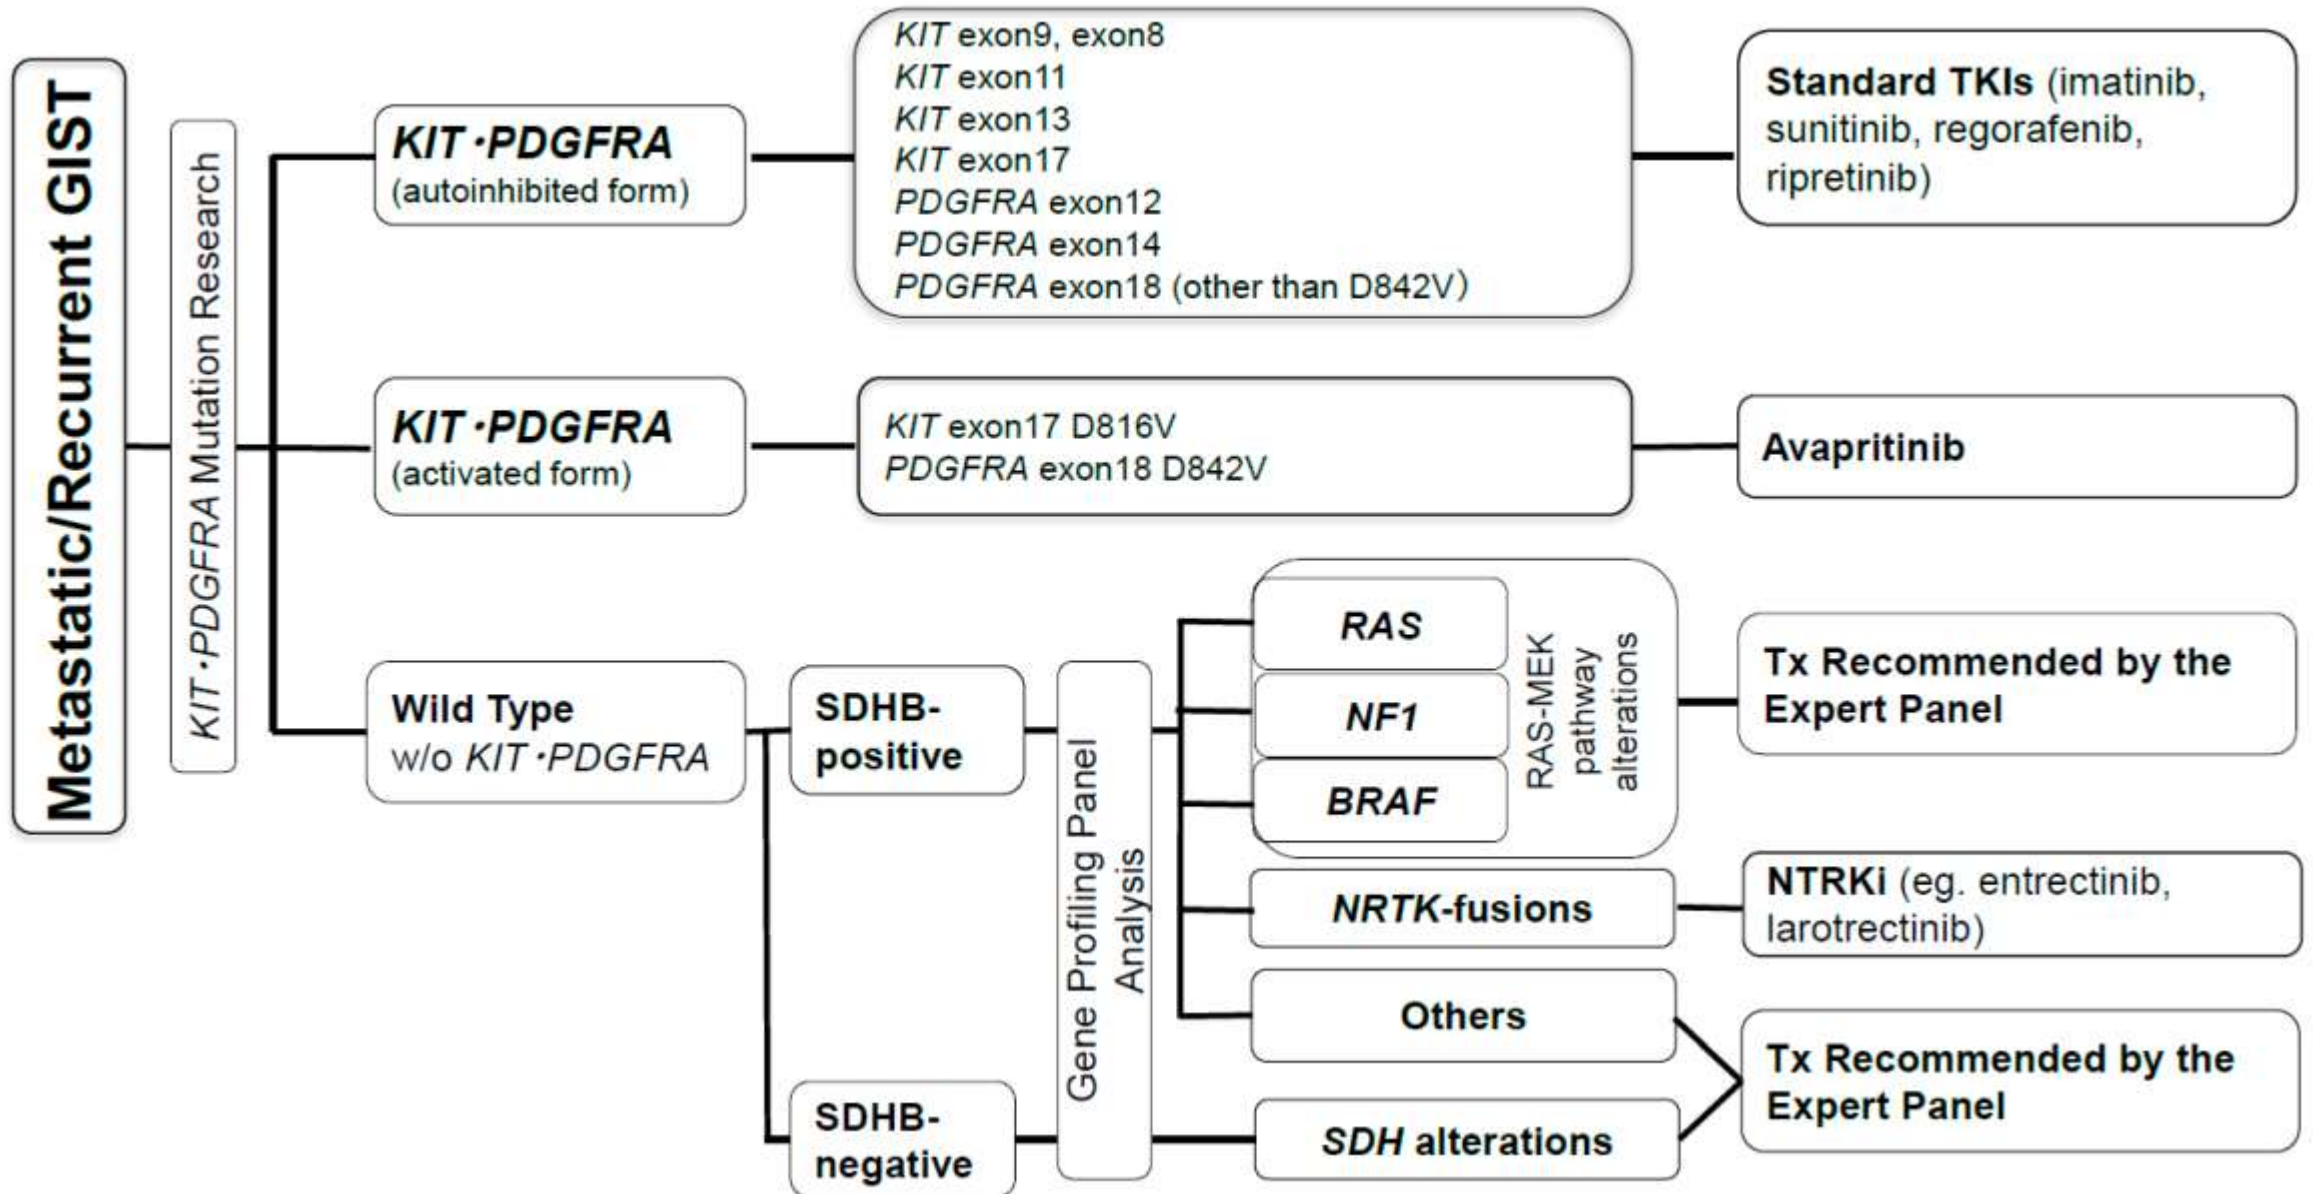 Metastatic/Recurrent GIST
KIT・PDGFRA Mutation Research
KIT・PDGFRA
(autoinhibited form)
KIT exon9, exon8
KIT exon11
KIT exon13
KIT exon17
PDGFRA exon12
PDGFRA exon14
PDGFRA exon18 (other than D842V)
Standard TKIs (imatinib,
sunitinib, regorafenib,
ripretinib)
KIT・PDGFRA
(activated form)
KIT exon17 D816V
PDGFRA exon18 D842V
Avapritinib
Wild Type
w/o KIT・PDGFRA
SDHB-
positive
SDHB-
negative
Gene Profiling Panel
Analysis
RAS
NF1
BRAF
RAS-MEK
pathway
alterations
Tx Recommended by the
Expert Panel
NRTK-fusions
NTRKi (eg. entrectinib,
larotrectinib)
Others
SDH alterations
Tx Recommended by the
Expert Panel